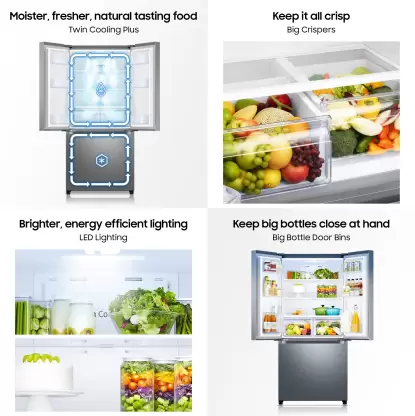 Moister, fresher, natural tasting food
Twin Cooling Plus
Keep it all crisp
Big Crispers
Brighter, energy efficient lighting
LED Lighting
Keep big bottles close at hand
Big Bottle Door Bins